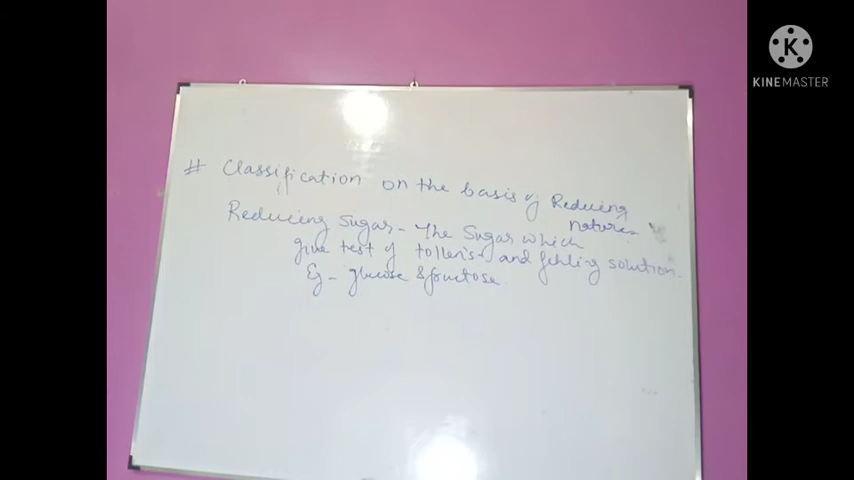 # Classification on the basis of Reducing
nature.
Reducing Sugar - The Sugar which
give test of tollen's and fehling solution.
Eg - glucose & fructose.
K
KINEMASTER